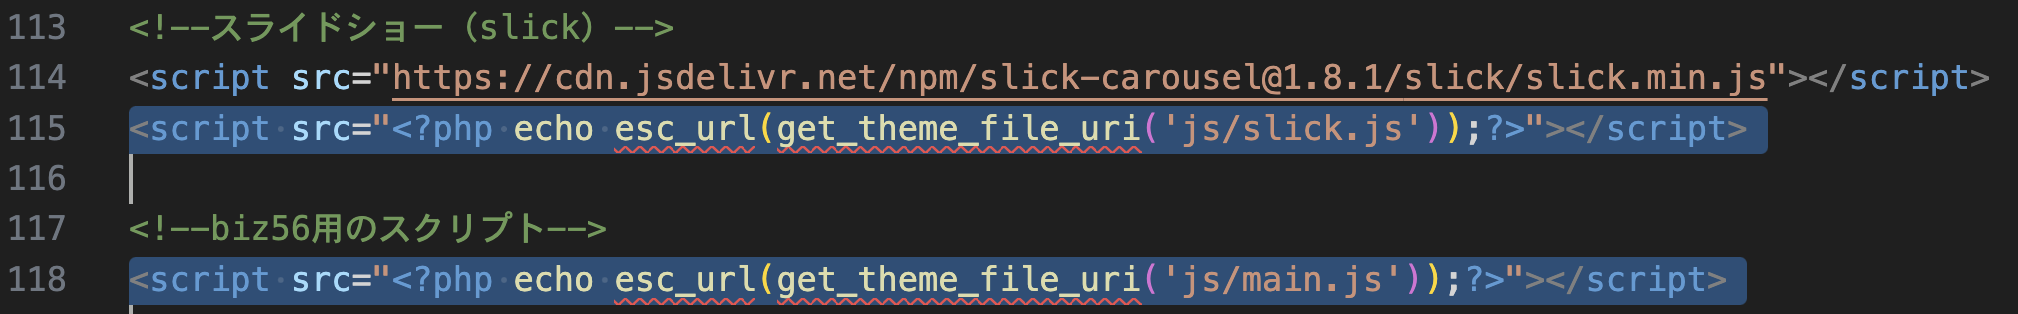 113 <!--スライドショー（slick）-->
114 <script src="https://cdn.jsdelivr.net/npm/slick-carousel@1.8.1/slick/slick.min.js"></script>
115 <script src="<?php echo esc_url(get_theme_file_uri('js/slick.js'));?>"></script>
116
117 <!--biz56用のスクリプト-->
118 <script src="<?php echo esc_url(get_theme_file_uri('js/main.js'));?>"></script>